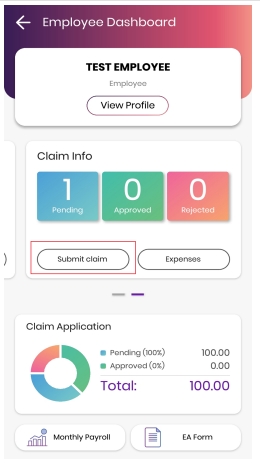 Employee Dashboard
TEST EMPLOYEE
Employee
View Profile
Claim Info
1 0 0
Pending Approved Rejected
Submit claim Expenses
Claim Application
Pending (100%) 100.00
Approved (0%) 0.00
Total: 100.00
Monthly Payroll EA Form